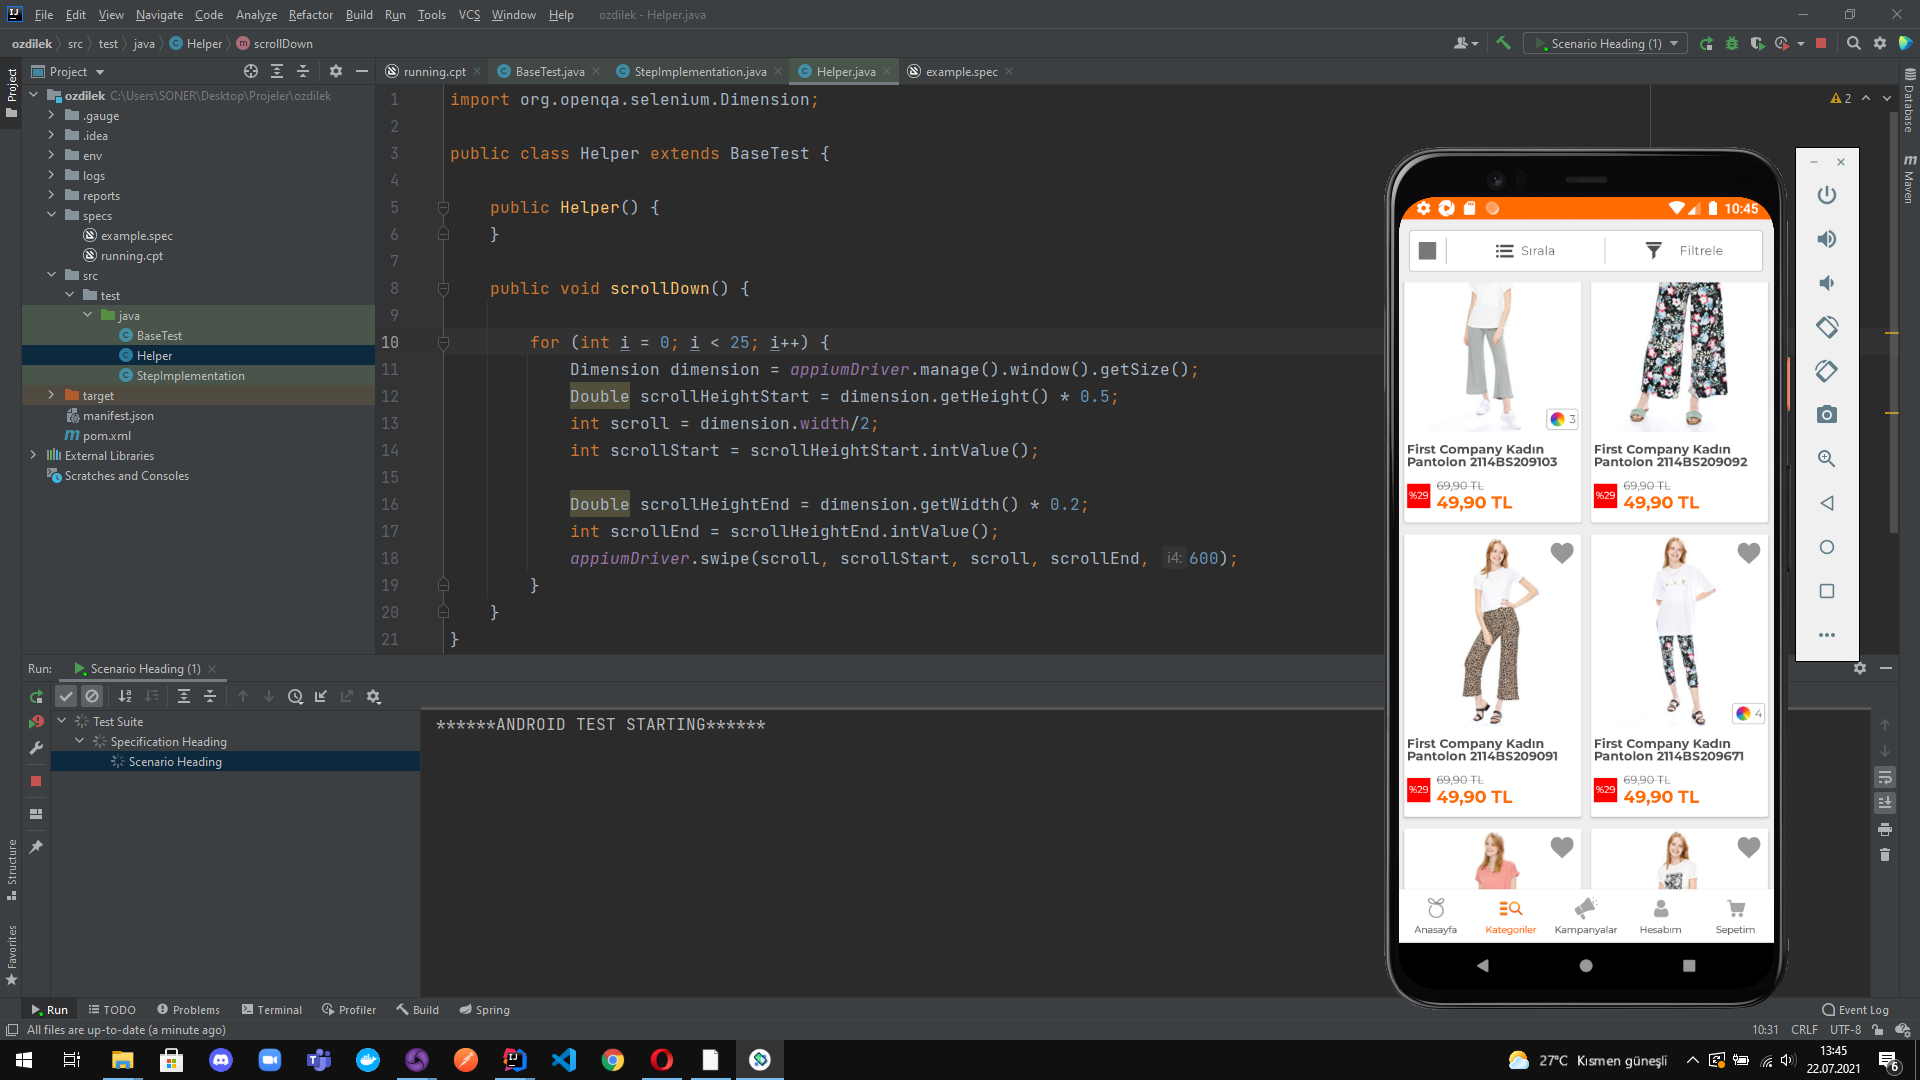 File Edit View Navigate Code Analyze Refactor Build Run Tools VCS Window Help ozdilek - Helper.java
ozdilek src test java Helper scrollDown
Scenario Heading (1)
Project
running.cpt BaseTest.java StepImplementation.java Helper.java example.spec
Project
Database
Maven
Structure
Favorites
ozdilek C:\Users\SONER\Desktop\Projeler\ozdilek
.gauge
.idea
env
logs
reports
specs
example.spec
running.cpt
src
test
java
BaseTest
Helper
StepImplementation
target
manifest.json
pom.xml
External Libraries
Scratches and Consoles
2
1 import org.openqa.selenium.Dimension;
2
3 public class Helper extends BaseTest {
4
5 public Helper() {
6 }
7
8 public void scrollDown() {
9
10 for (int i = 0; i < 25; i++) {
11 Dimension dimension = appiumDriver.manage().window().getSize();
12 Double scrollHeightStart = dimension.getHeight() * 0.5;
13 int scroll = dimension.width/2;
14 int scrollStart = scrollHeightStart.intValue();
15
16 Double scrollHeightEnd = dimension.getWidth() * 0.2;
17 int scrollEnd = scrollHeightEnd.intValue();
18 appiumDriver.swipe(scroll, scrollStart, scroll, scrollEnd, i4: 600);
19 }
20 }
21 }
10:45
Sırala Filtrele
3
First Company Kadın
Pantolon 2114BS209103
%29 69,90 TL
49,90 TL
First Company Kadın
Pantolon 2114BS209092
%29 69,90 TL
49,90 TL
4
First Company Kadın
Pantolon 2114BS209091
%29 69,90 TL
49,90 TL
First Company Kadın
Pantolon 2114BS209671
%29 69,90 TL
49,90 TL
Anasayfa Kategoriler Kampanyalar Hesabım Sepetim
Run: Scenario Heading (1)
Test Suite
Specification Heading
Scenario Heading
******ANDROID TEST STARTING******
Run TODO Problems Terminal Profiler Build Spring Event Log
All files are up-to-date (a minute ago) 10:31 CRLF UTF-8
27°C Kısmen güneşli
13:45
22.07.2021
6